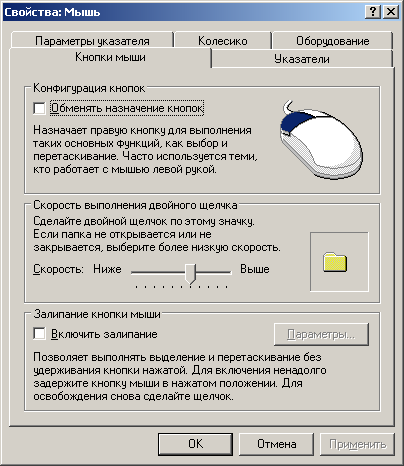 Свойства: Мышь
Параметры указателя Колесико Оборудование
Кнопки мыши Указатели
Конфигурация кнопок
Обменять назначение кнопок
Назначает правую кнопку для выполнения
таких основных функций, как выбор и
перетаскивание. Часто используется теми,
кто работает с мышью левой рукой.
Скорость выполнения двойного щелчка
Сделайте двойной щелчок по этому значку.
Если папка не открывается или не
закрывается, выберите более низкую скорость.
Скорость: Ниже Выше
Залипание кнопки мыши
Включить залипание Параметры...
Позволяет выполнять выделение и перетаскивание без
удерживания кнопки нажатой. Для включения ненадолго
задержите кнопку мыши в нажатом положении. Для
освобождения снова сделайте щелчок.
OK Отмена Применить